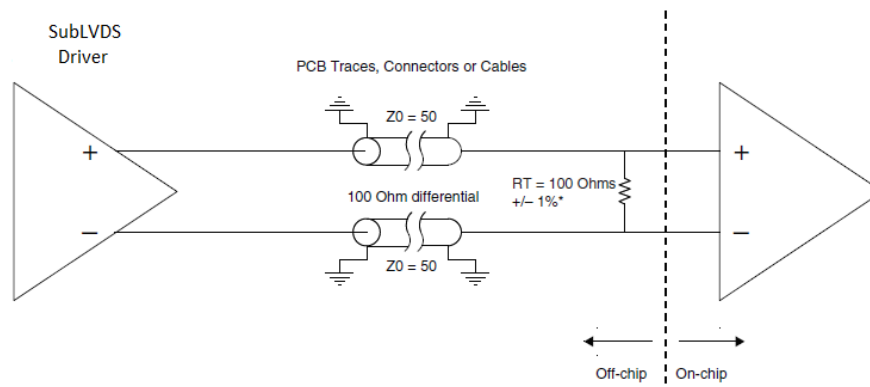 SubLVDS
Driver
PCB Traces, Connectors or Cables
Z0 = 50
+
+
RT = 100 Ohms
+/– 1%*
100 Ohm differential
–
–
Z0 = 50
Off-chip
On-chip